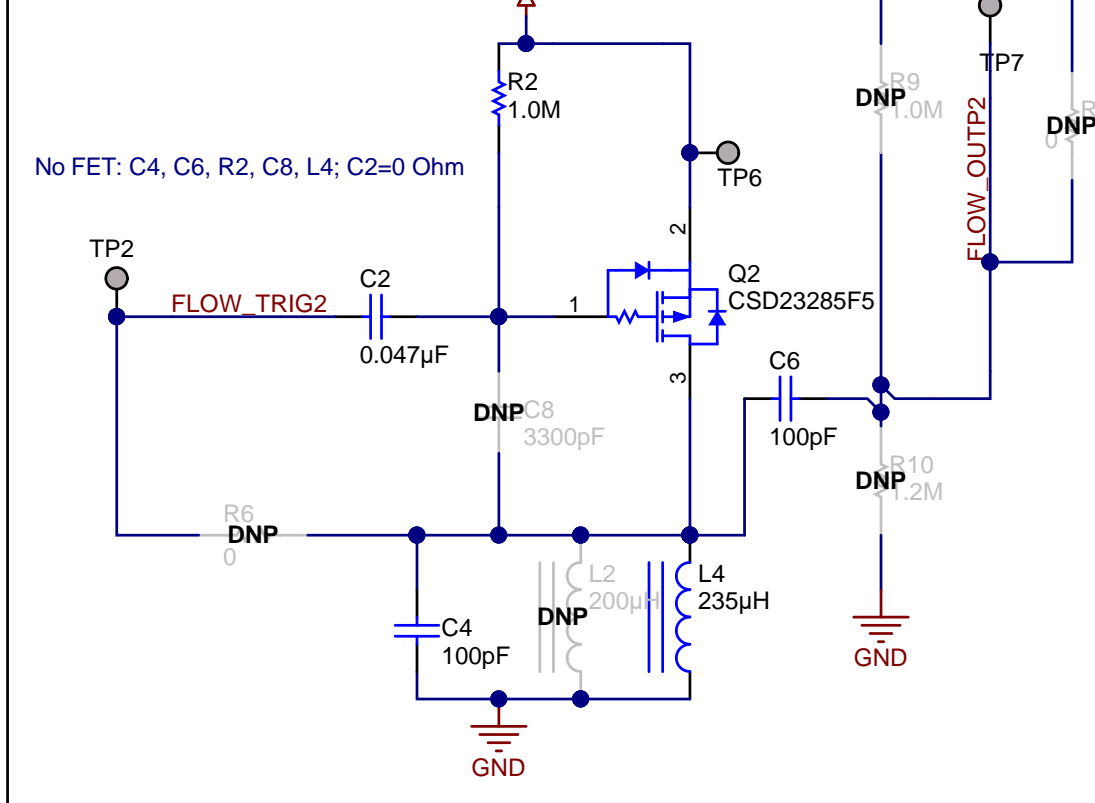 R2
1.0M
No FET: C4, C6, R2, C8, L4; C2=0 Ohm
TP6
TP2
FLOW_TRIG2
C2
0.047µF
1
2
3
Q2
CSD23285F5
DNP
C8
3300pF
C6
100pF
R9
DNP
1.0M
TP7
FLOW_OUTP2
R
DNP
0
R10
DNP
1.2M
GND
R6
DNP
0
C4
100pF
L2
200µH
DNP
L4
235µH
GND